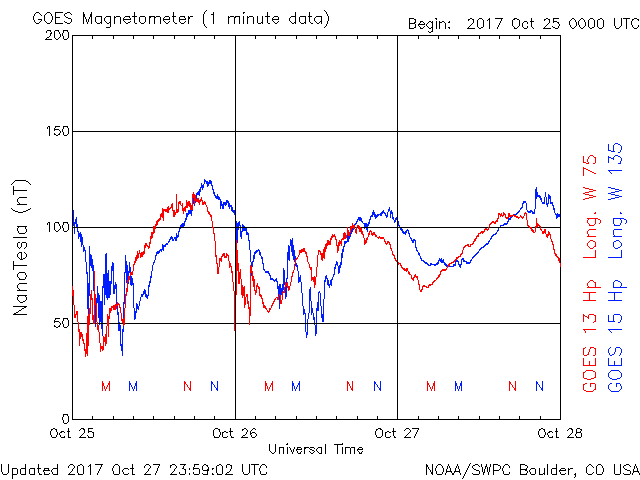 GOES Magnetometer (1 minute data)
Begin: 2017 Oct 25 0000 UTC
200
150
100
50
0
NanoTesla (nT)
M M N N M M N N M M N N
Oct 25 Oct 26 Oct 27 Oct 28
Universal Time
GOES 13 Hp Long. W 75
GOES 15 Hp Long. W 135
Updated 2017 Oct 27 23:59:02 UTC
NOAA/SWPC Boulder, CO USA